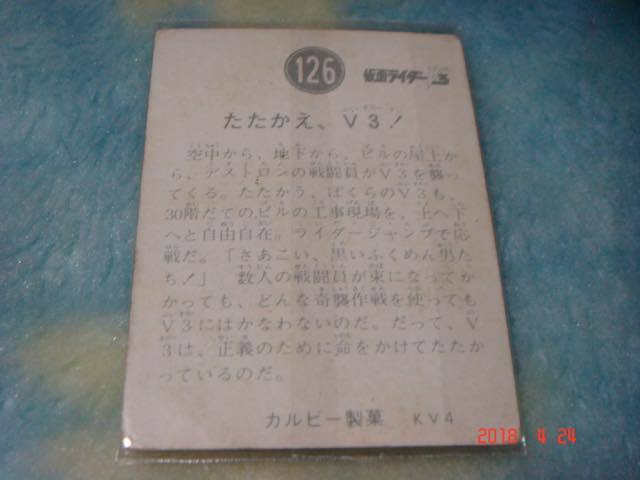 126
仮面ライダーV3
たたかえ、V3！
空中から、地下から、ビルの屋上か
ら、デストロンの戦闘員がV3を襲っ
てくる。たたかう、ぼくらのV3も、
30階だてのビルの工事現場を、上へ下
へと自由自在。ライダージャンプで応
戦だ。「さあこい、黒いふくめん男た
ち！」　数人の戦闘員が束になってか
かっても、どんな奇襲作戦を使っても
V3にはかなわないのだ。だって、V
3は、正義のために命をかけてたたか
っているのだ。
カルビー製菓　KV4
2018 4 24